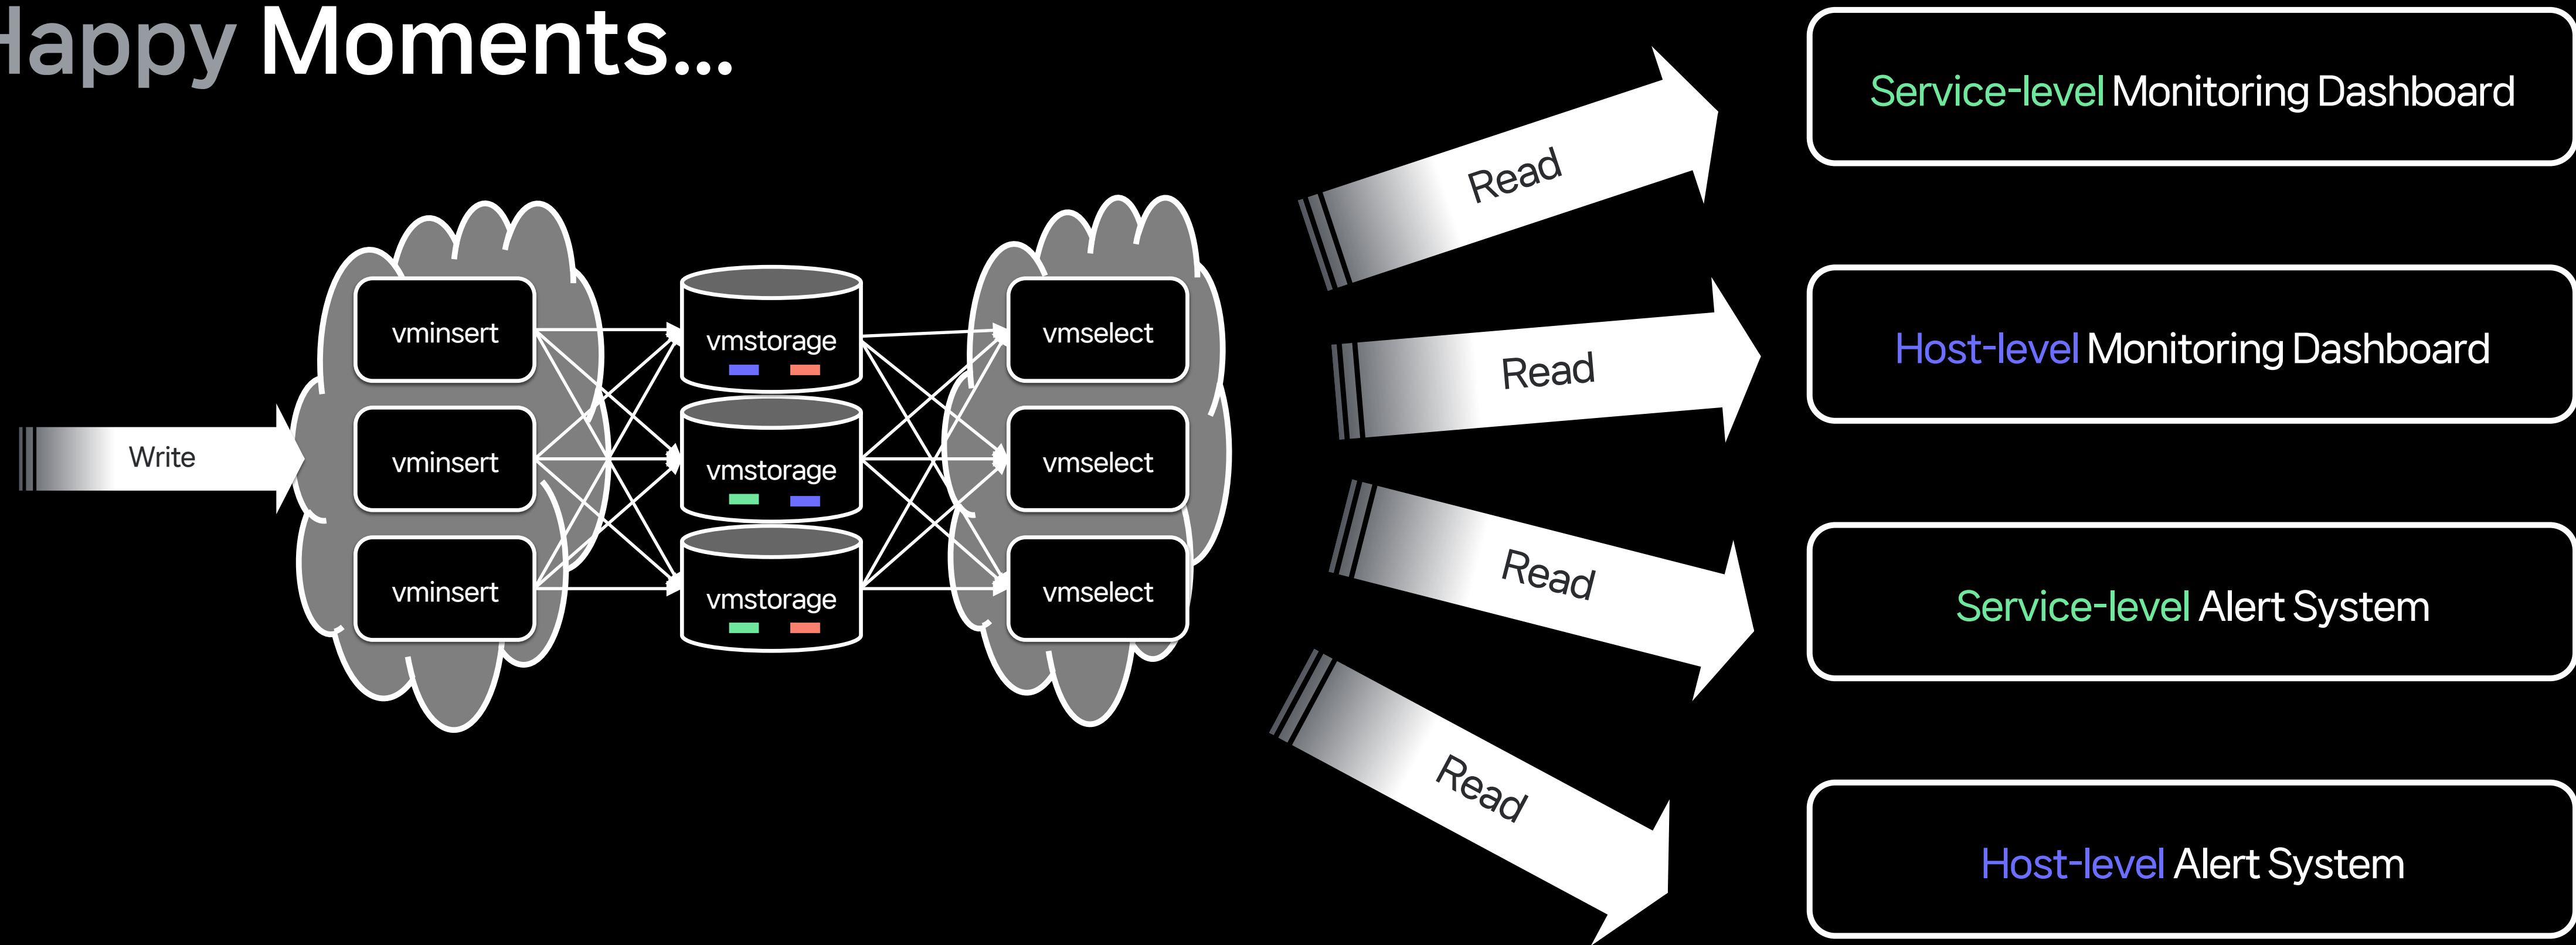 Happy Moments...
Write
vminsert
vminsert
vminsert
vmstorage
vmstorage
vmstorage
vmselect
vmselect
vmselect
Read
Read
Read
Read
Service-level Monitoring Dashboard
Host-level Monitoring Dashboard
Service-level Alert System
Host-level Alert System